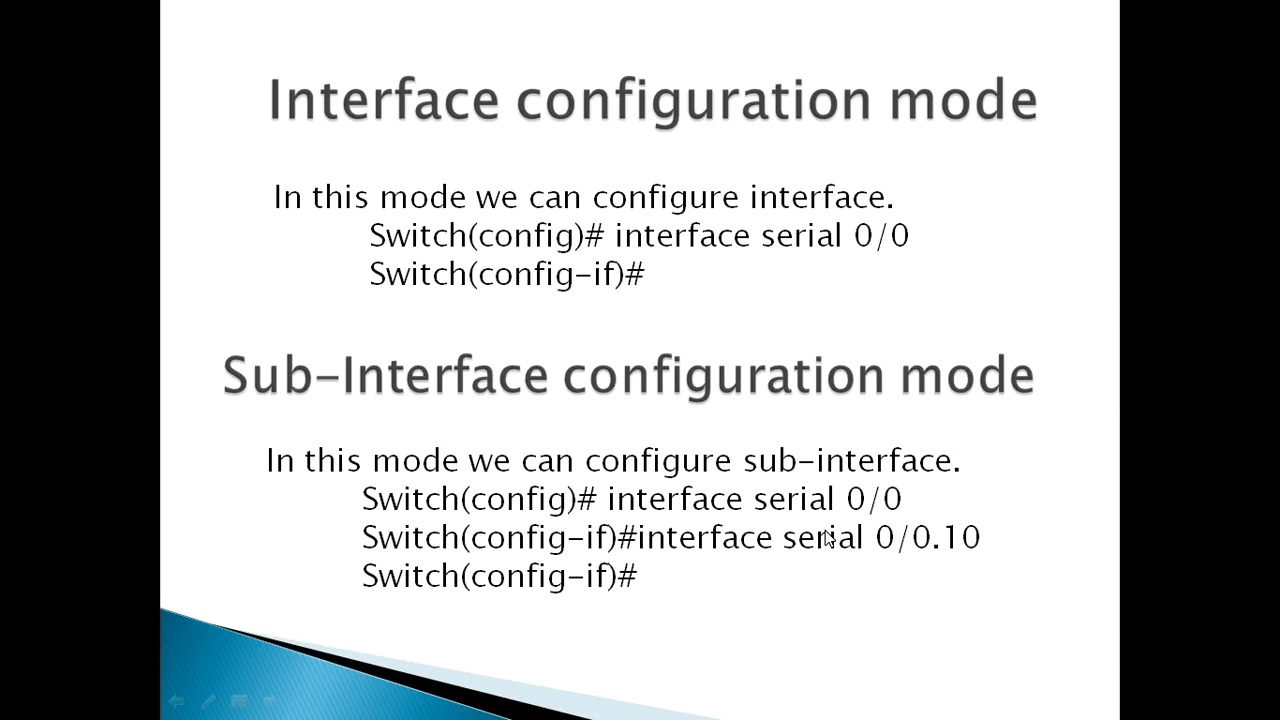 Interface configuration mode
In this mode we can configure interface.
Switch(config)# interface serial 0/0
Switch(config-if)#
Sub-Interface configuration mode
In this mode we can configure sub-interface.
Switch(config)# interface serial 0/0
Switch(config-if)#interface serial 0/0.10
Switch(config-if)#